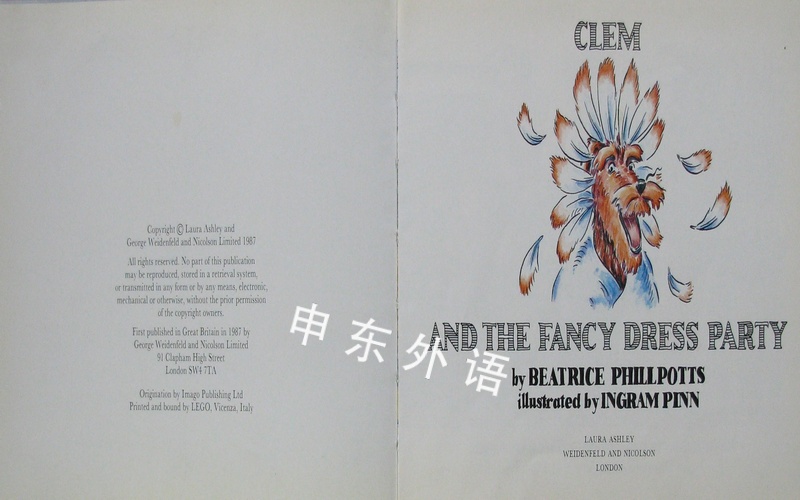 Copyright © Laura Ashley and
George Weidenfeld and Nicolson Limited 1987
All rights reserved. No part of this publication
may be reproduced, stored in a retrieval system,
or transmitted in any form or by any means, electronic,
mechanical or otherwise, without the prior permission
of the copyright owners.
First published in Great Britain in 1987 by
George Weidenfeld and Nicolson Limited
91 Clapham High Street
London SW4 7TA
Origination by Imago Publishing Ltd
Printed and bound by LEGO, Vicenza, Italy
CLEM
AND THE FANCY DRESS PARTY
by BEATRICE PHILLPOTTS
illustrated by INGRAM PINN
LAURA ASHLEY
WEIDENFELD AND NICOLSON
LONDON
申东外语